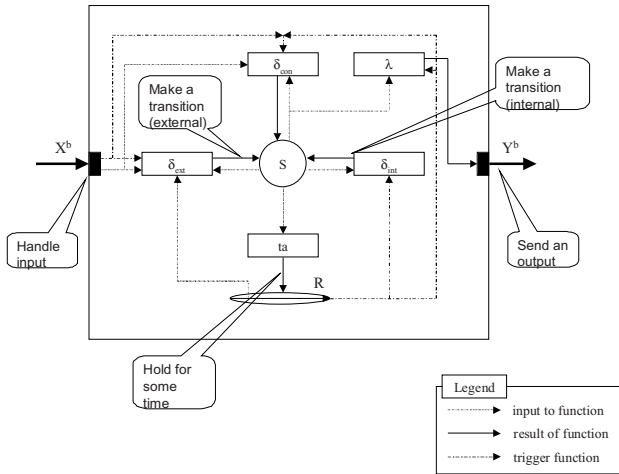 δcon
λ
Make a
transition
(external)
Make a
transition
(internal)
Xᵇ
δext
S
δint
Yᵇ
Handle
input
ta
Send an
output
R
Hold for
some
time
Legend
input to function
result of function
trigger function